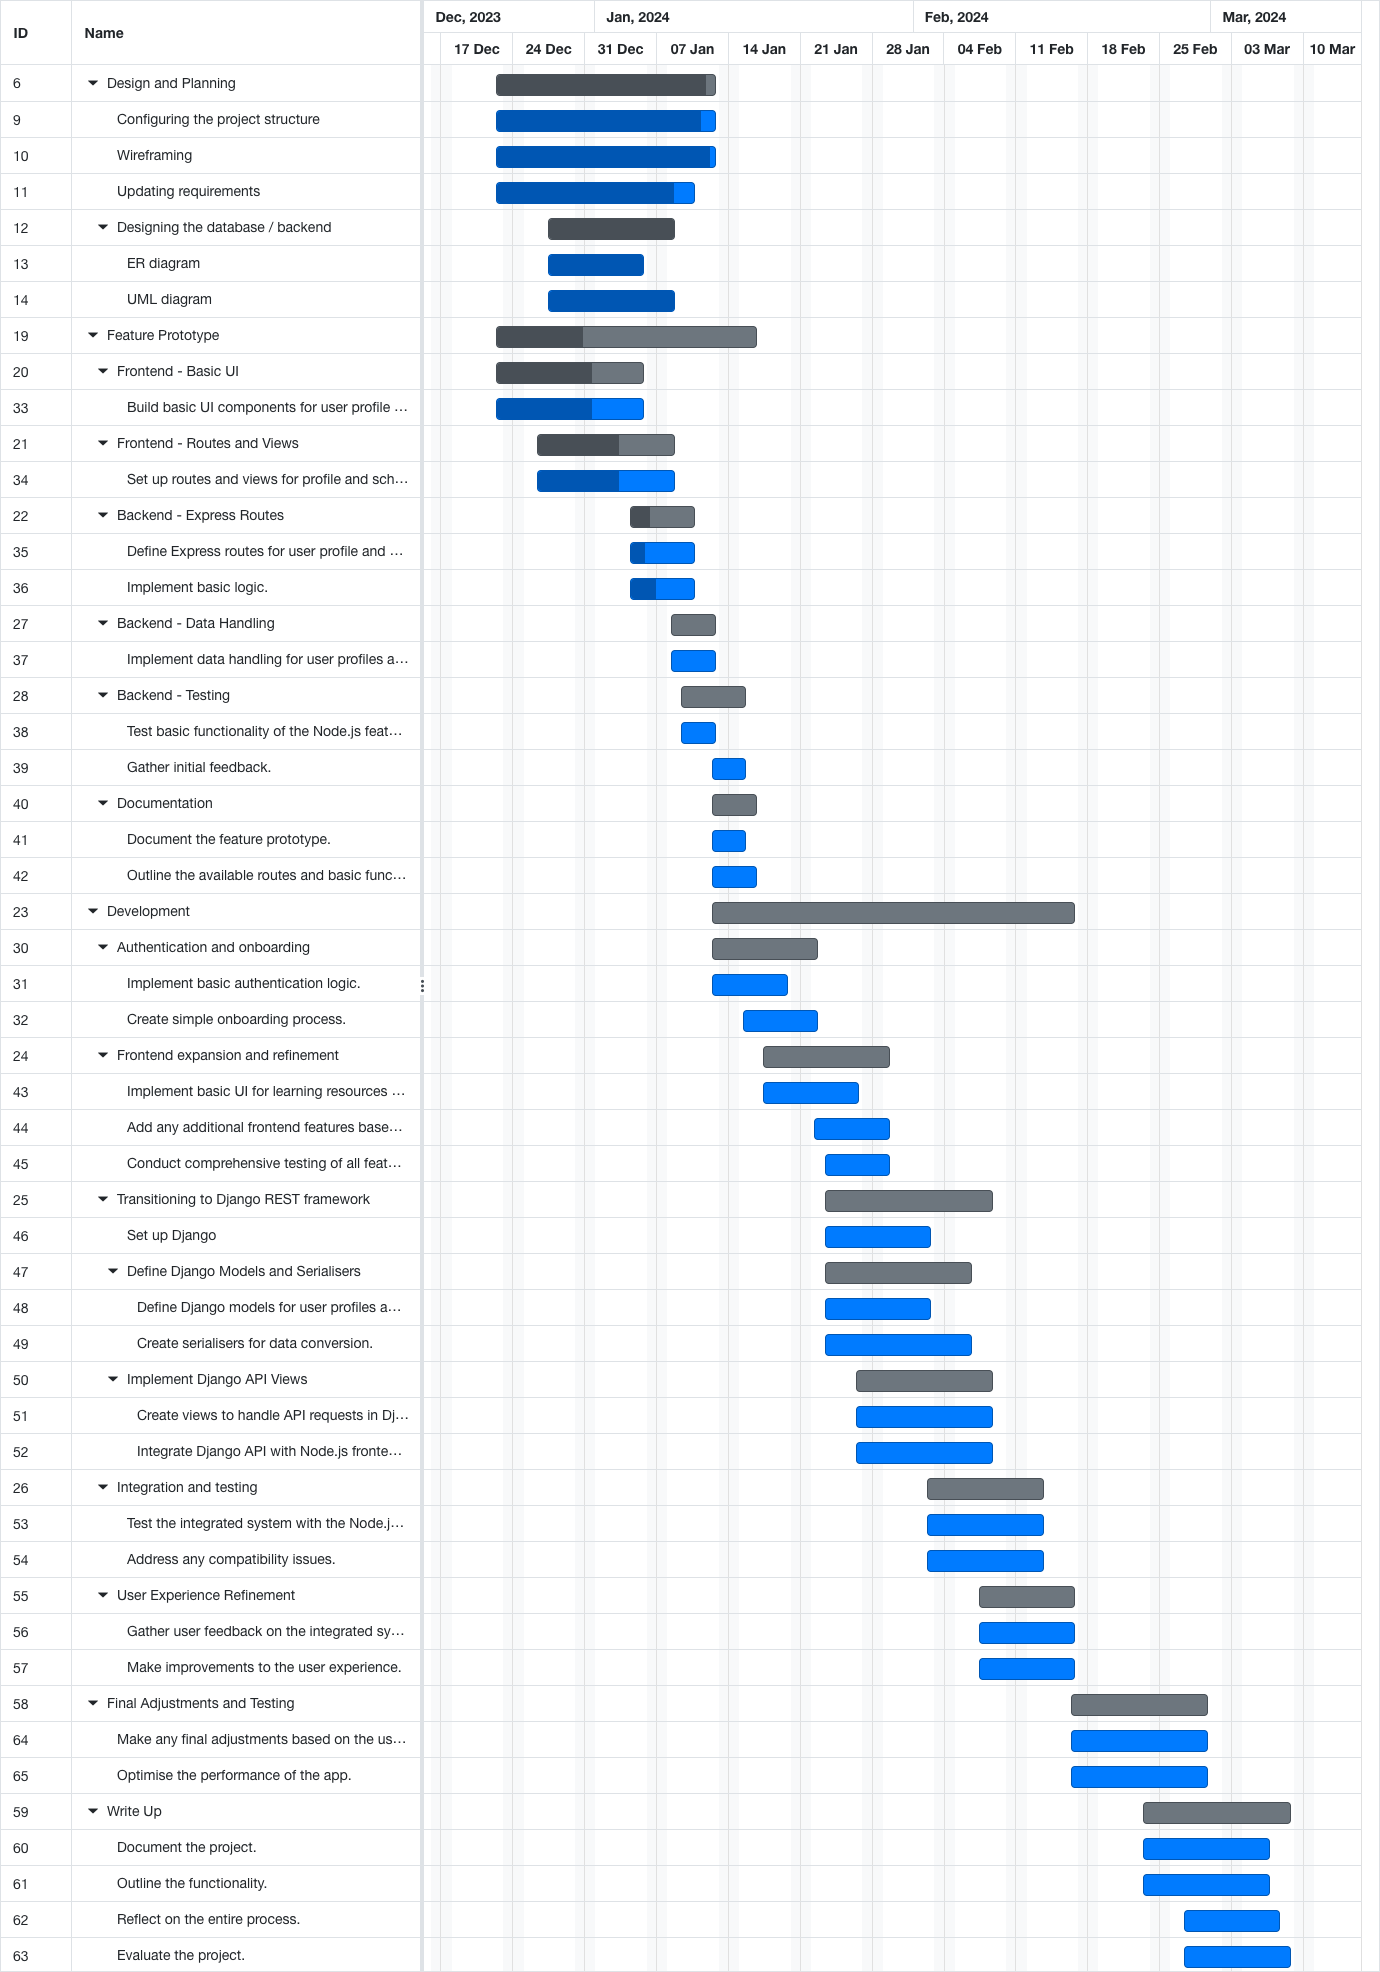 ID Name Dec, 2023 Jan, 2024 Feb, 2024 Mar, 2024
17 Dec 24 Dec 31 Dec 07 Jan 14 Jan 21 Jan 28 Jan 04 Feb 11 Feb 18 Feb 25 Feb 03 Mar 10 Mar
6 Design and Planning
9 Configuring the project structure
10 Wireframing
11 Updating requirements
12 Designing the database / backend
13 ER diagram
14 UML diagram
19 Feature Prototype
20 Frontend - Basic UI
33 Build basic UI components for user profile …
21 Frontend - Routes and Views
34 Set up routes and views for profile and sch…
22 Backend - Express Routes
35 Define Express routes for user profile and …
36 Implement basic logic.
27 Backend - Data Handling
37 Implement data handling for user profiles a…
28 Backend - Testing
38 Test basic functionality of the Node.js feat…
39 Gather initial feedback.
40 Documentation
41 Document the feature prototype.
42 Outline the available routes and basic func…
23 Development
30 Authentication and onboarding
31 Implement basic authentication logic.
32 Create simple onboarding process.
24 Frontend expansion and refinement
43 Implement basic UI for learning resources …
44 Add any additional frontend features base…
45 Conduct comprehensive testing of all feat…
25 Transitioning to Django REST framework
46 Set up Django
47 Define Django Models and Serialisers
48 Define Django models for user profiles a…
49 Create serialisers for data conversion.
50 Implement Django API Views
51 Create views to handle API requests in Dj…
52 Integrate Django API with Node.js fronte…
26 Integration and testing
53 Test the integrated system with the Node.j…
54 Address any compatibility issues.
55 User Experience Refinement
56 Gather user feedback on the integrated sy…
57 Make improvements to the user experience.
58 Final Adjustments and Testing
64 Make any final adjustments based on the us…
65 Optimise the performance of the app.
59 Write Up
60 Document the project.
61 Outline the functionality.
62 Reflect on the entire process.
63 Evaluate the project.